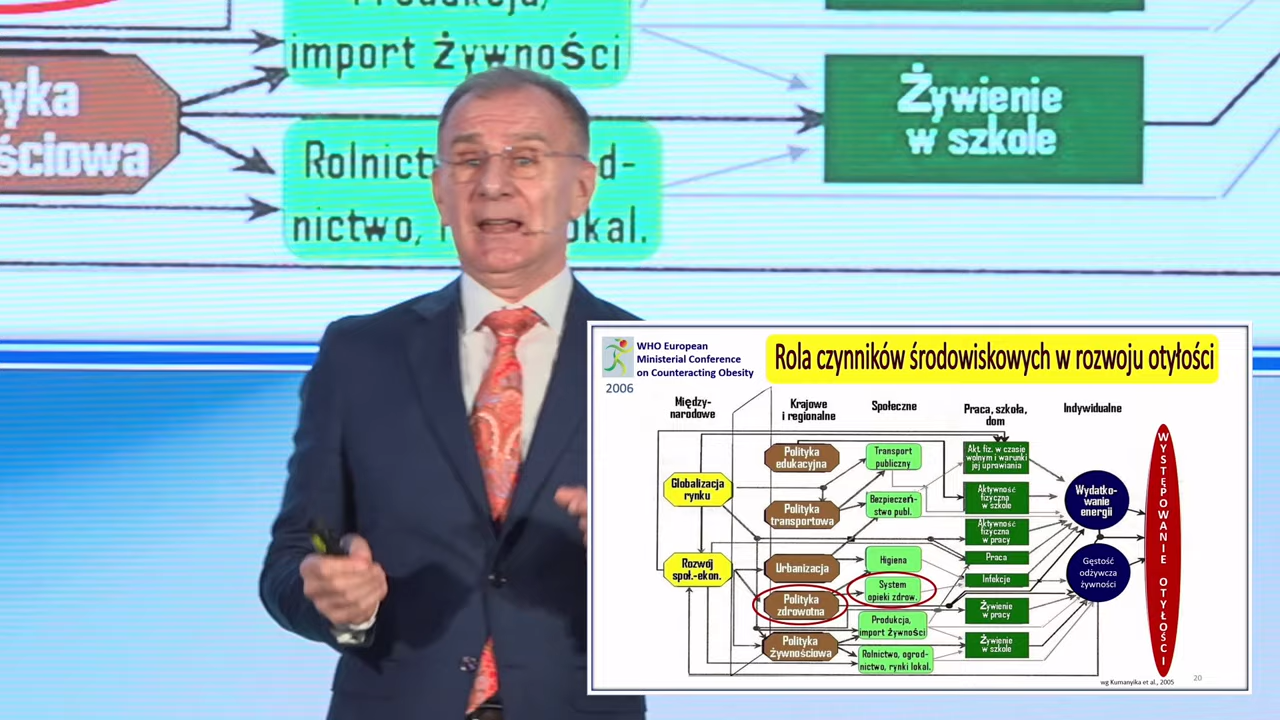 Produkcja,
import żywności
yka
ściowa
Rolnict d-
nictwo, okal.
Żywienie
w szkole
WHO European
Ministerial Conference
on Counteracting Obesity
2006
Rola czynników środowiskowych w rozwoju otyłości
Między-
narodowe
Krajowe
i regionalne
Społeczne
Praca, szkoła,
dom
Indywidualne
Globalizacja
rynku
Rozwój
społ.-ekon.
Polityka
edukacyjna
Polityka
transportowa
Urbanizacja
Polityka
zdrowotna
Polityka
żywnościowa
Transport
publiczny
Bezpieczeń-
stwo publ.
Higiena
System
opieki zdrow.
Produkcja,
import żywności
Rolnictwo, ogrod-
nictwo, rynki lokal.
Akt. fiz. w czasie
wolnym i warunki
jej uprawiania
Aktywność
fizyczna
w szkole
Aktywność
fizyczna
w pracy
Praca
Infekcje
Żywienie
w pracy
Żywienie
w szkole
Wydatko-
wanie
energii
Gęstość
odżywcza
żywności
WYSTĘPOWANIE OTYŁOŚCI
wg Kumanyika et al., 2005
20